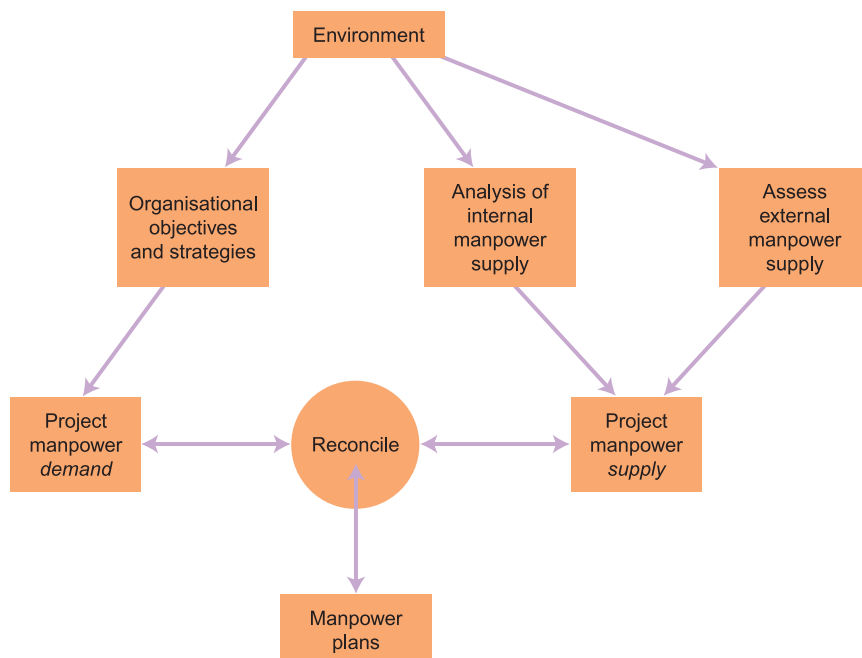 Environment
Organisational
objectives
and strategies
Analysis of
internal
manpower
supply
Assess
external
manpower
supply
Project
manpower
demand
Reconcile
Project
manpower
supply
Manpower
plans